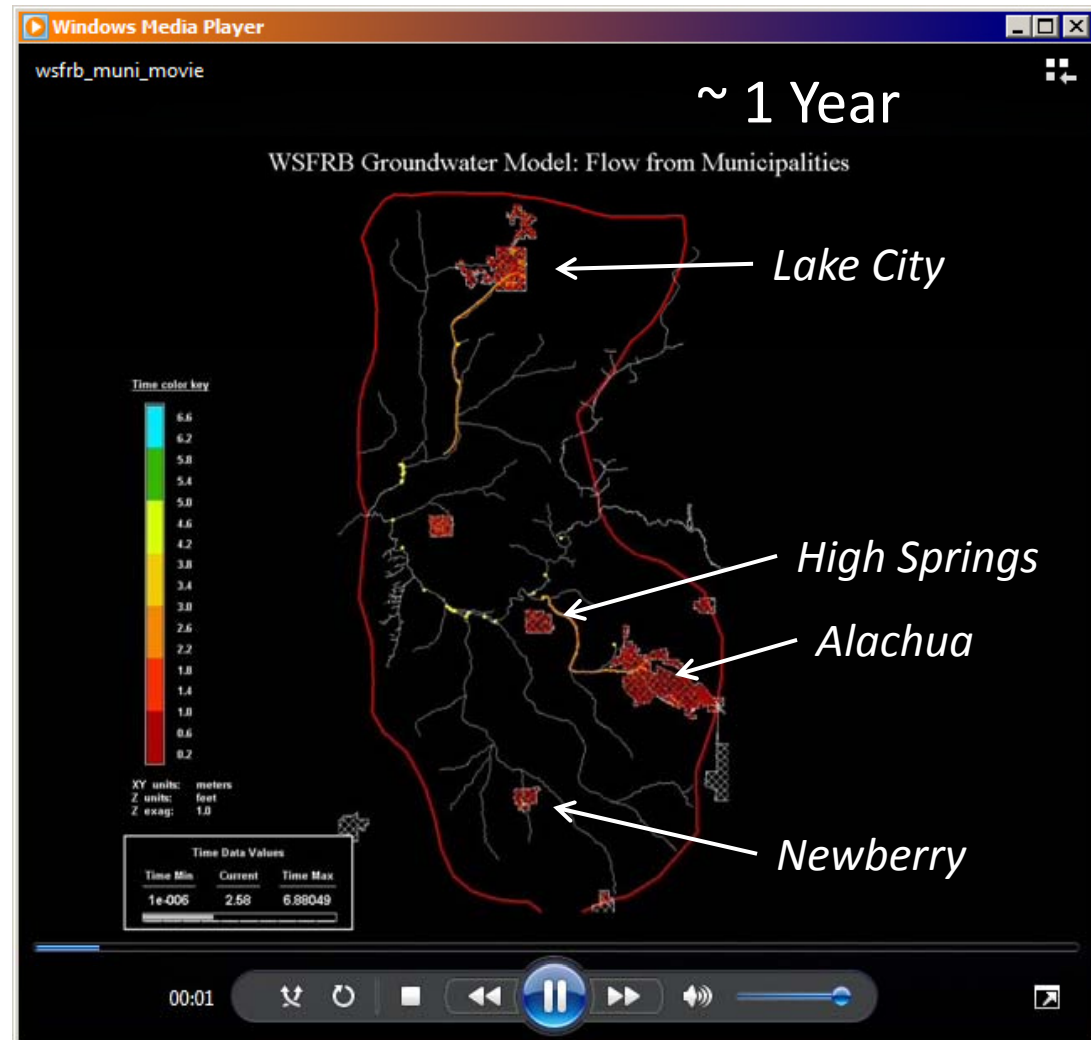 Windows Media Player
wsfrb_muni_movie
~ 1 Year
WSFRB Groundwater Model: Flow from Municipalities
Lake City
Time color key
6.6
6.2
5.8
5.4
5.0
4.6
4.2
3.8
3.4
3.0
2.6
2.2
1.8
1.4
1.0
0.6
0.2
High Springs
Alachua
XY units: meters
Z units: feet
Z exag: 1.0
Newberry
Time Data Values
Time Min Current Time Max
1e-006 2.58 6.88049
00:01